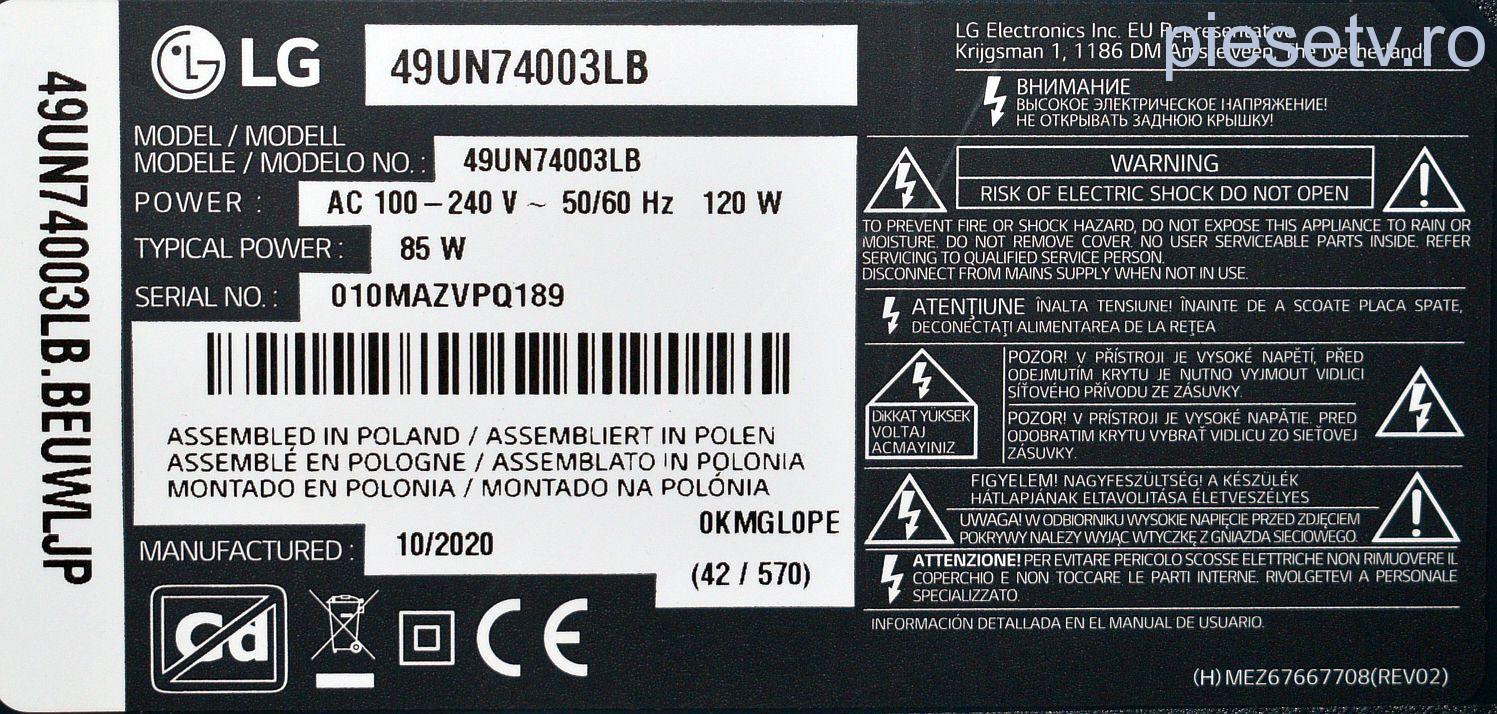 49UN74003LB.BEUWLJP
LG
49UN74003LB
MODEL / MODELL
MODELE / MODELO NO. :
49UN74003LB
POWER :
AC 100 – 240 V ~ 50/60 Hz 120 W
TYPICAL POWER :
85 W
SERIAL NO. :
010MAZVPQ189
ASSEMBLED IN POLAND / ASSEMBLIERT IN POLEN
ASSEMBLÉ EN POLOGNE / ASSEMBLATO IN POLONIA
MONTADO EN POLONIA / MONTADO NA POLÓNIA
0KMGL0PE
MANUFACTURED :
10/2020
(42 / 570)
Cd
CE
LG Electronics Inc. EU Representative
Krijgsman 1, 1186 DM Amstelveen, The Netherlands
piesetv.ro
ВНИМАНИЕ
ВЫСОКОЕ ЭЛЕКТРИЧЕСКОЕ НАПРЯЖЕНИЕ!
НЕ ОТКРЫВАТЬ ЗАДНЮЮ КРЫШКУ!
WARNING
RISK OF ELECTRIC SHOCK DO NOT OPEN
TO PREVENT FIRE OR SHOCK HAZARD, DO NOT EXPOSE THIS APPLIANCE TO RAIN OR
MOISTURE. DO NOT REMOVE COVER. NO USER SERVICEABLE PARTS INSIDE. REFER
SERVICING TO QUALIFIED SERVICE PERSON.
DISCONNECT FROM MAINS SUPPLY WHEN NOT IN USE.
ATENŢIUNE ÎNALTA TENSIUNE! ÎNAINTE DE A SCOATE PLACA SPATE,
DECONECTAŢI ALIMENTAREA DE LA REŢEA
DİKKAT YÜKSEK
VOLTAJ
AÇMAYINIZ
POZOR! V PŘÍSTROJI JE VYSOKÉ NAPĚTÍ, PŘED
ODEJMUTÍM KRYTU JE NUTNO VYJMOUT VIDLICI
SÍŤOVÉHO PŘÍVODU ZE ZÁSUVKY.
POZOR! V PRÍSTROJI JE VYSOKÉ NAPÄTIE. PRED
ODOBRATIM KRYTU VYBRAŤ VIDLICU ZO SIEŤOVEJ
ZÁSUVKY.
FIGYELEM! NAGYFESZÜLTSÉG! A KÉSZÜLÉK
HÁTLAPJÁNAK ELTAVOLITÁSA ÉLETVESZÉLYES
UWAGA! W ODBIORNIKU WYSOKIE NAPIĘCIE PRZED ZDJĘCIEM
POKRYWY NALEZY WYJĄC WTYCZKĘ Z GNIAZDA SIECIOWEGO.
ATTENZIONE! PER EVITARE PERICOLO SCOSSE ELETTRICHE NON RIMUOVERE IL
COPERCHIO E NON TOCCARE LE PARTI INTERNE. RIVOLGETEVI A PERSONALE
SPECIALIZZATO.
INFORMACIÓN DETALLADA EN EL MANUAL DE USUARIO.
(H) MEZ67667708(REV02)